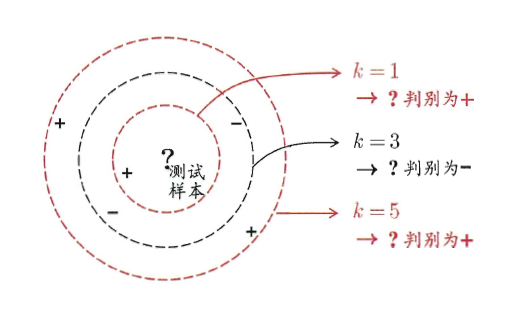 k = 1
→ ? 判别为+
+
−
k = 3
?
测试
→ ? 判别为−
+
样本
−
k = 5
+
→ ? 判别为+